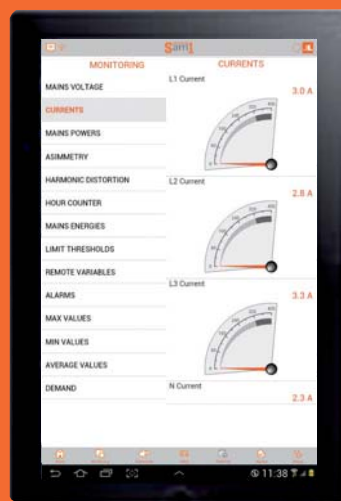 Sam1
MONITORING
MAINS VOLTAGE
CURRENTS
MAINS POWERS
ASIMMETRY
HARMONIC DISTORTION
HOUR COUNTER
MAINS ENERGIES
LIMIT THRESHOLDS
REMOTE VARIABLES
ALARMS
MAX VALUES
MIN VALUES
AVERAGE VALUES
DEMAND
CURRENTS
L1 Current
3.0 A
L2 Current
2.8 A
L3 Current
3.3 A
N Current
2.3 A
11:38